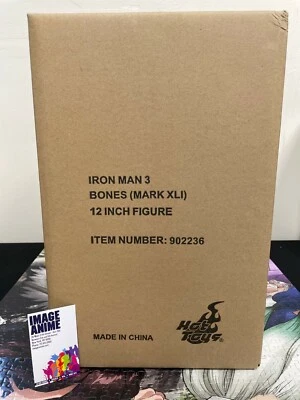 IRON MAN 3
BONES (MARK XLI)
12 INCH FIGURE
ITEM NUMBER: 902236
IMAGE
ANIME
MADE IN CHINA
Hot
Toys